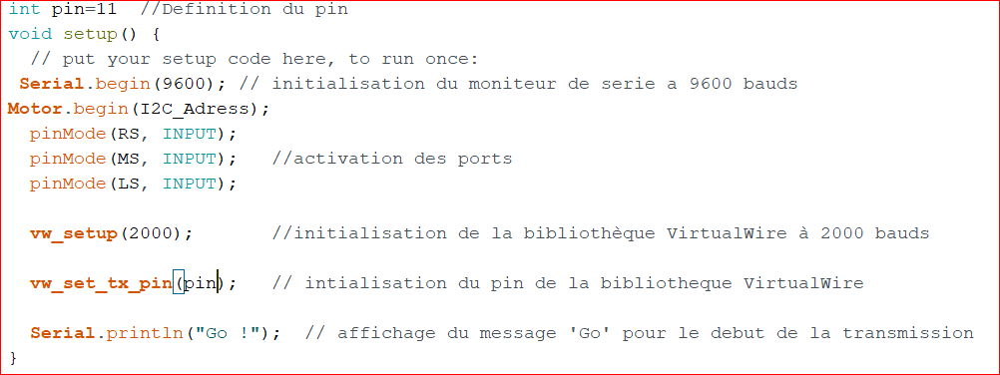 int pin=11  //Definition du pin
void setup() {
  // put your setup code here, to run once:
 Serial.begin(9600); // initialisation du moniteur de serie a 9600 bauds
Motor.begin(I2C_Adress);
  pinMode(RS, INPUT);
  pinMode(MS, INPUT);   //activation des ports
  pinMode(LS, INPUT);
  vw_setup(2000);       //initialisation de la bibliothèque VirtualWire à 2000 bauds
  vw_set_tx_pin(pin);   // intialisation du pin de la bibliotheque VirtualWire
  Serial.println("Go !");  // affichage du message 'Go' pour le debut de la transmission
}